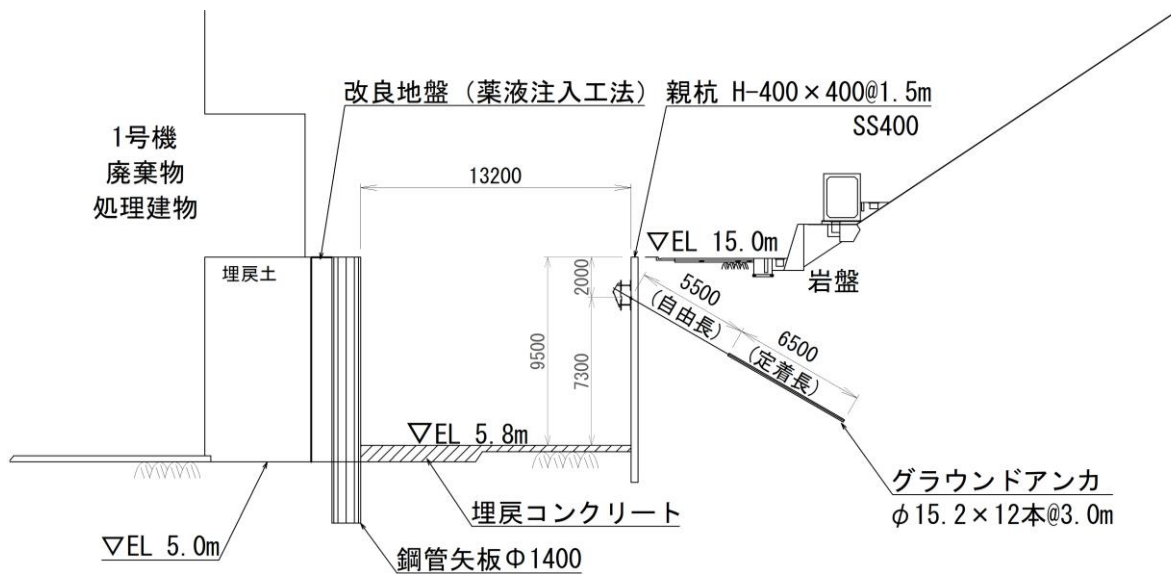 改良地盤（薬液注入工法）
親杭 H-400×400@1.5m
SS400
1号機
廃棄物
処理建物
13200
▽EL 15.0m
埋戻土
岩盤
2000
5500
(自由長)
6500
(定着長)
9500
7300
▽EL 5.8m
グラウンドアンカ
φ15.2×12本@3.0m
埋戻コンクリート
▽EL 5.0m
鋼管矢板Φ1400